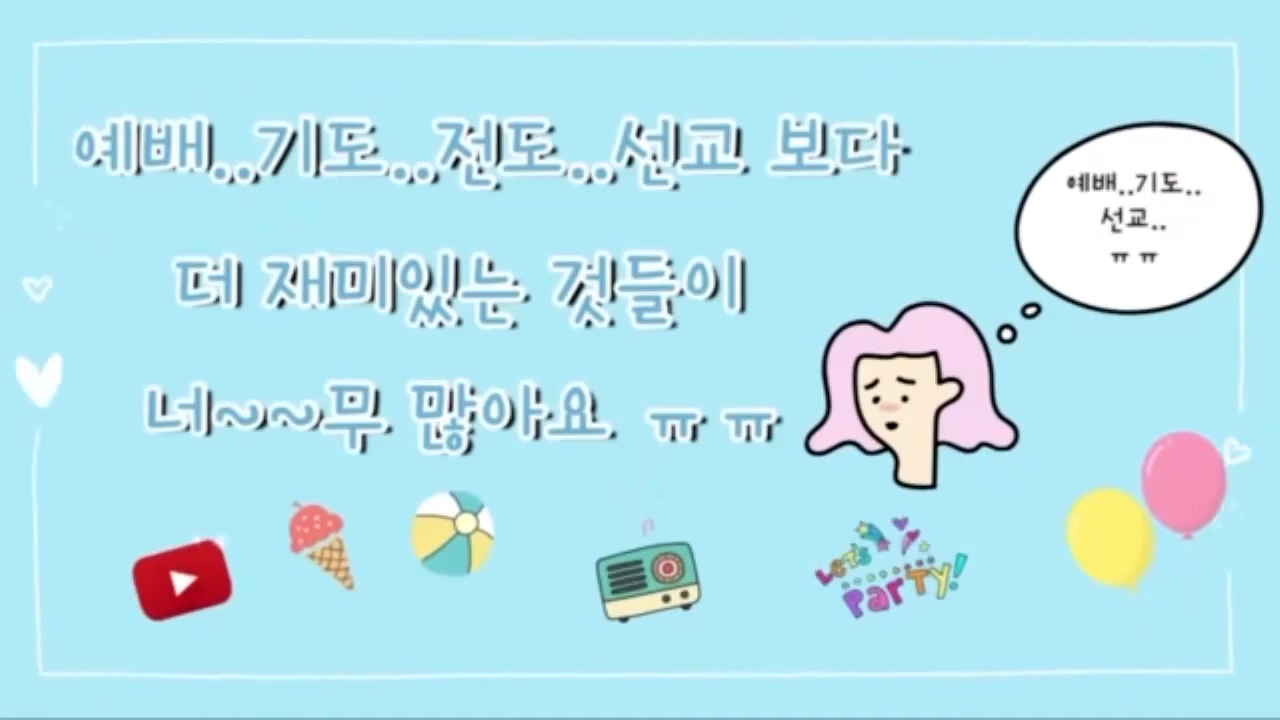 예배..기도..전도..선교 보다
더 재미있는 것들이
너~~무 많아요 ㅠㅠ
예배..기도..
선교..
ㅠㅠ
Let's
Party!